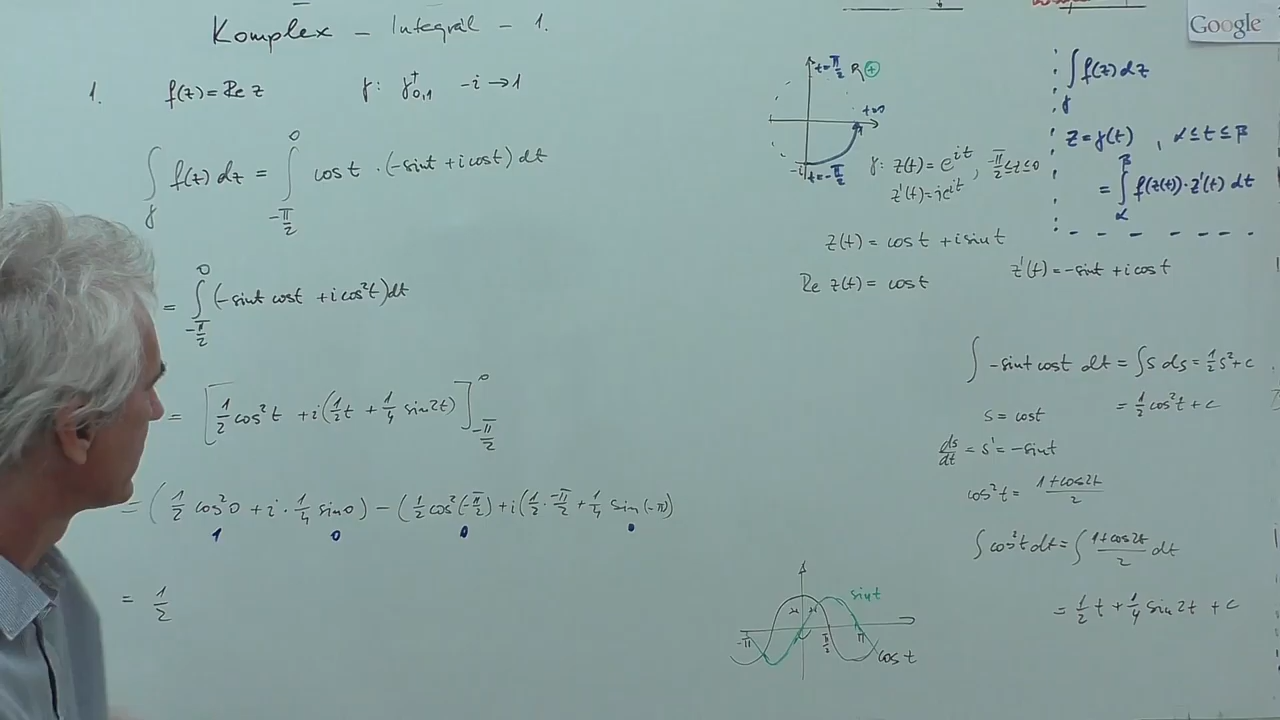 Komplex - Integrál - 1.
Google
1. f(z) = Re z γ: γ⁺₀,₁ -i → 1
∫_γ f(z) dz = ∫_{-π/2}^{0} cos t · (-sin t + i cos t) dt
= ∫_{-π/2}^{0} (-sin t cos t + i cos² t) dt
= [1/2 cos² t + i(1/2 t + 1/4 sin 2t)]_{-π/2}^{0}
= (1/2 cos² 0 + i · 1/4 sin 0) - (1/2 cos²(-π/2) + i(1/2 · -π/2 + 1/4 sin(-π))
1 0 0 0
= 1/2
t = π/2
-i t = -π/2
γ: z(t) = e^{it}, -π/2 ≤ t ≤ 0
z'(t) = i e^{it}
z(t) = cos t + i sin t
Re z(t) = cos t
z'(t) = -sin t + i cos t
∫_γ f(z) dz
z = γ(t), α ≤ t ≤ β
= ∫_α^β f(z(t)) · z'(t) dt
∫ -sin t cos t dt = ∫ s ds = 1/2 s² + c
s = cos t = 1/2 cos² t + c
ds/dt = s' = -sin t
cos² t = (1 + cos 2t)/2
∫ cos² t dt = ∫ (1 + cos 2t)/2 dt
= 1/2 t + 1/4 sin 2t + c
sin t
-π π/2 π
cos t